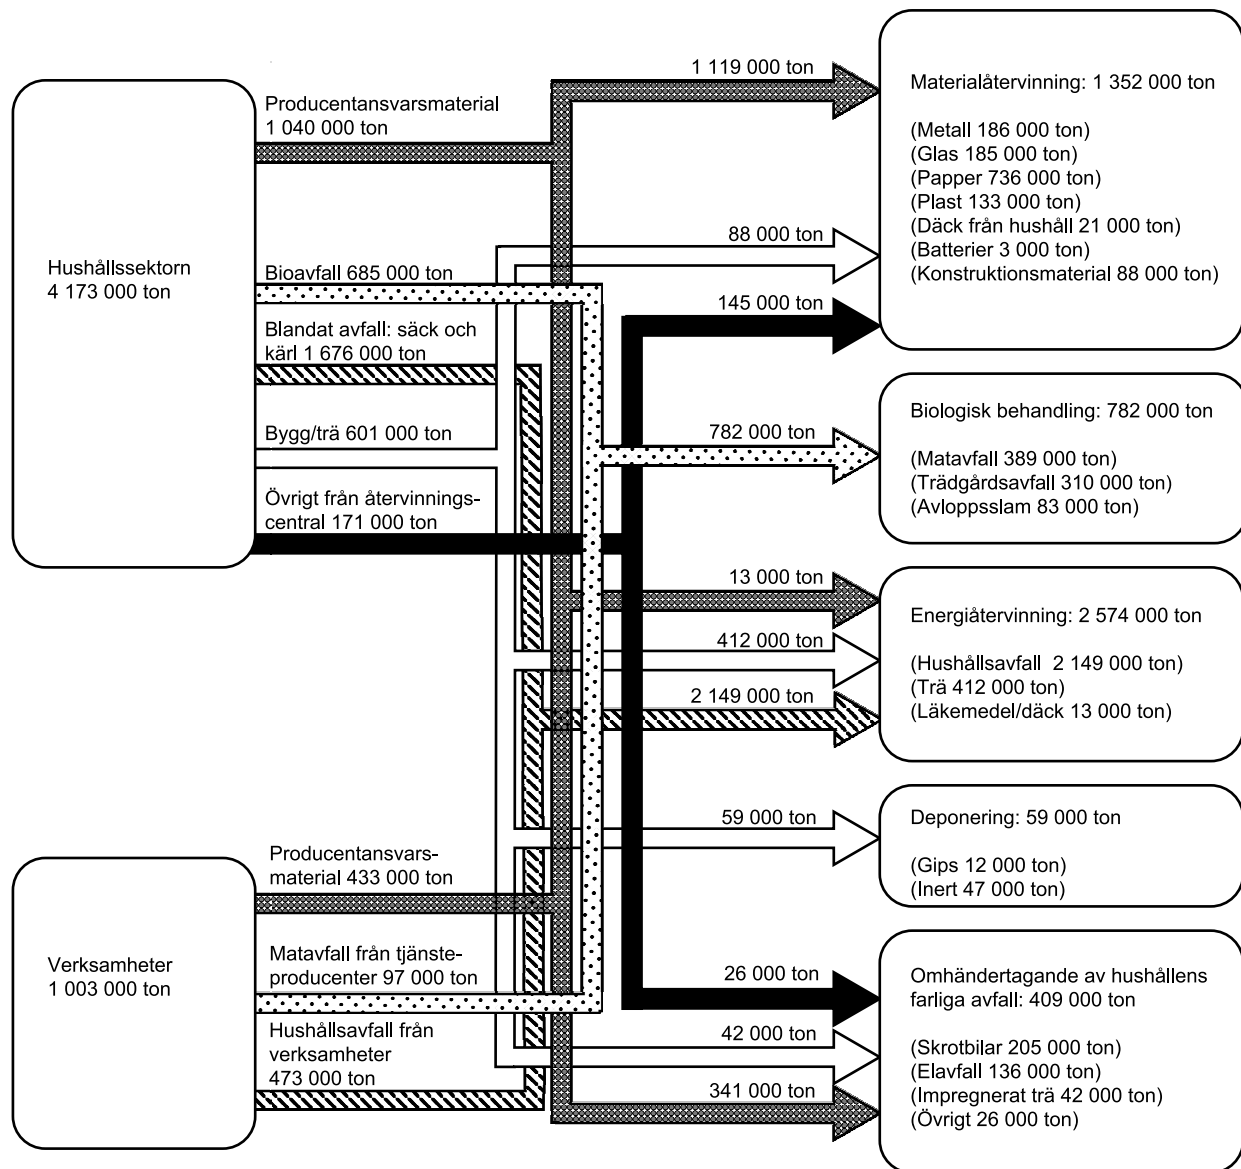 Hushållssektorn
4 173 000 ton
Producentansvarsmaterial
1 040 000 ton
Bioavfall 685 000 ton
Blandat avfall: säck och
kärl 1 676 000 ton
Bygg/trä 601 000 ton
Övrigt från återvinnings-
central 171 000 ton
Verksamheter
1 003 000 ton
Producentansvars-
material 433 000 ton
Matavfall från tjänste-
producenter 97 000 ton
Hushållsavfall från
verksamheter
473 000 ton
1 119 000 ton
88 000 ton
145 000 ton
782 000 ton
13 000 ton
412 000 ton
2 149 000 ton
59 000 ton
26 000 ton
42 000 ton
341 000 ton
Materialåtervinning: 1 352 000 ton
(Metall 186 000 ton)
(Glas 185 000 ton)
(Papper 736 000 ton)
(Plast 133 000 ton)
(Däck från hushåll 21 000 ton)
(Batterier 3 000 ton)
(Konstruktionsmaterial 88 000 ton)
Biologisk behandling: 782 000 ton
(Matavfall 389 000 ton)
(Trädgårdsavfall 310 000 ton)
(Avloppsslam 83 000 ton)
Energiåtervinning: 2 574 000 ton
(Hushållsavfall 2 149 000 ton)
(Trä 412 000 ton)
(Läkemedel/däck 13 000 ton)
Deponering: 59 000 ton
(Gips 12 000 ton)
(Inert 47 000 ton)
Omhändertagande av hushållens
farliga avfall: 409 000 ton
(Skrotbilar 205 000 ton)
(Elavfall 136 000 ton)
(Impregnerat trä 42 000 ton)
(Övrigt 26 000 ton)